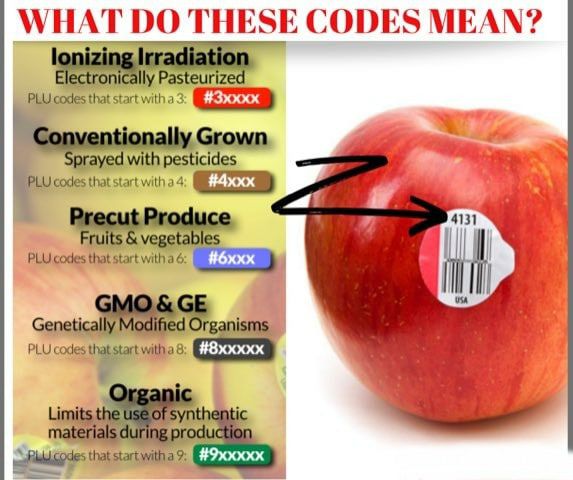 WHAT DO THESE CODES MEAN?
Ionizing Irradiation
Electronically Pasteurized
PLU codes that start with a 3: #3xxxx
Conventionally Grown
Sprayed with pesticides
PLU codes that start with a 4: #4xxx
Precut Produce
Fruits & vegetables
PLU codes that start with a 6: #6xxx
GMO & GE
Genetically Modified Organisms
PLU codes that start with a 8: #8xxxxx
Organic
Limits the use of synthentic
materials during production
PLU codes that start with a 9: #9xxxxx
4131
USA